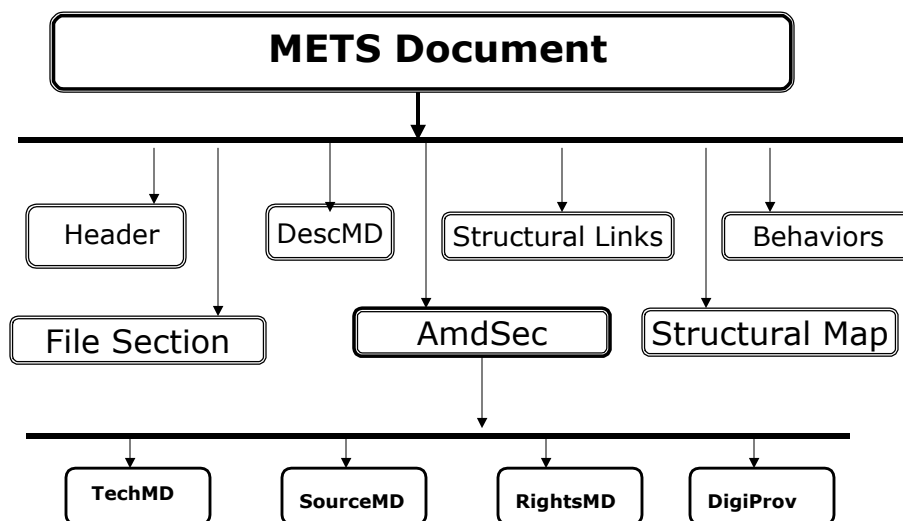 METS Document
Header
DescMD
Structural Links
Behaviors
File Section
AmdSec
Structural Map
TechMD
SourceMD
RightsMD
DigiProv